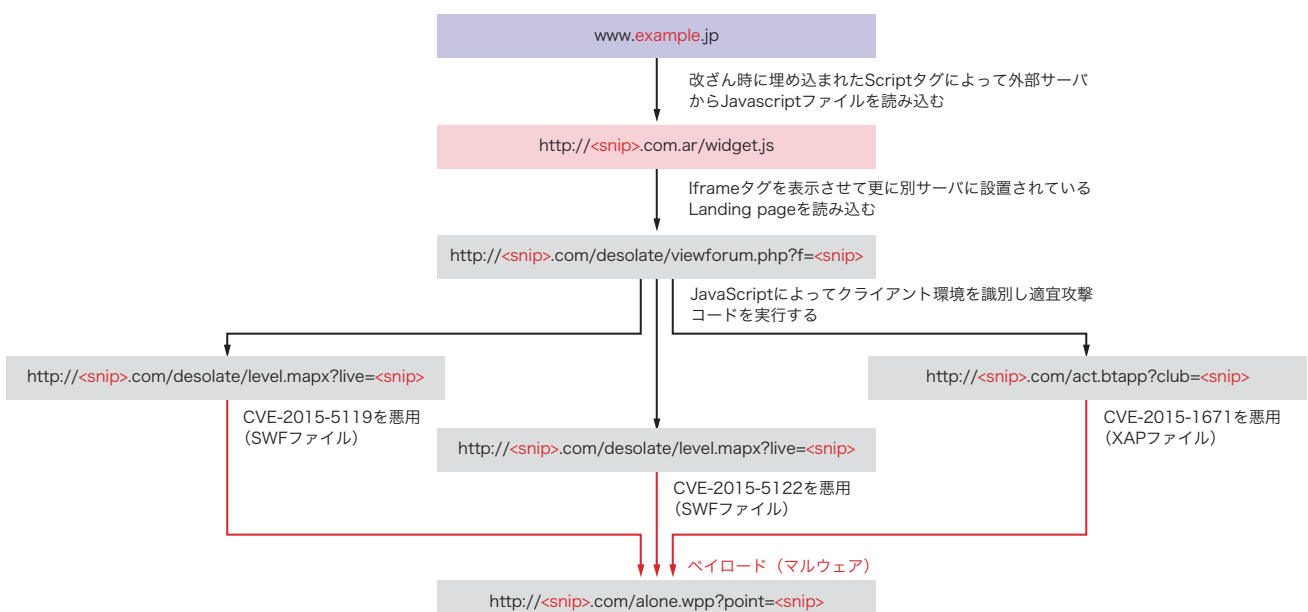 www.example.jp
改ざん時に埋め込まれたScriptタグによって外部サーバ
からJavascriptファイルを読み込む
http://<snip>.com.ar/widget.js
Iframeタグを表示させて更に別サーバに設置されている
Landing pageを読み込む
http://<snip>.com/desolate/viewforum.php?f=<snip>
JavaScriptによってクライアント環境を識別し適宜攻撃
コードを実行する
http://<snip>.com/desolate/level.mapx?live=<snip>
http://<snip>.com/act.btapp?club=<snip>
CVE-2015-5119を悪用
（SWFファイル）
CVE-2015-1671を悪用
（XAPファイル）
http://<snip>.com/desolate/level.mapx?live=<snip>
CVE-2015-5122を悪用
（SWFファイル）
ペイロード（マルウェア）
http://<snip>.com/alone.wpp?point=<snip>